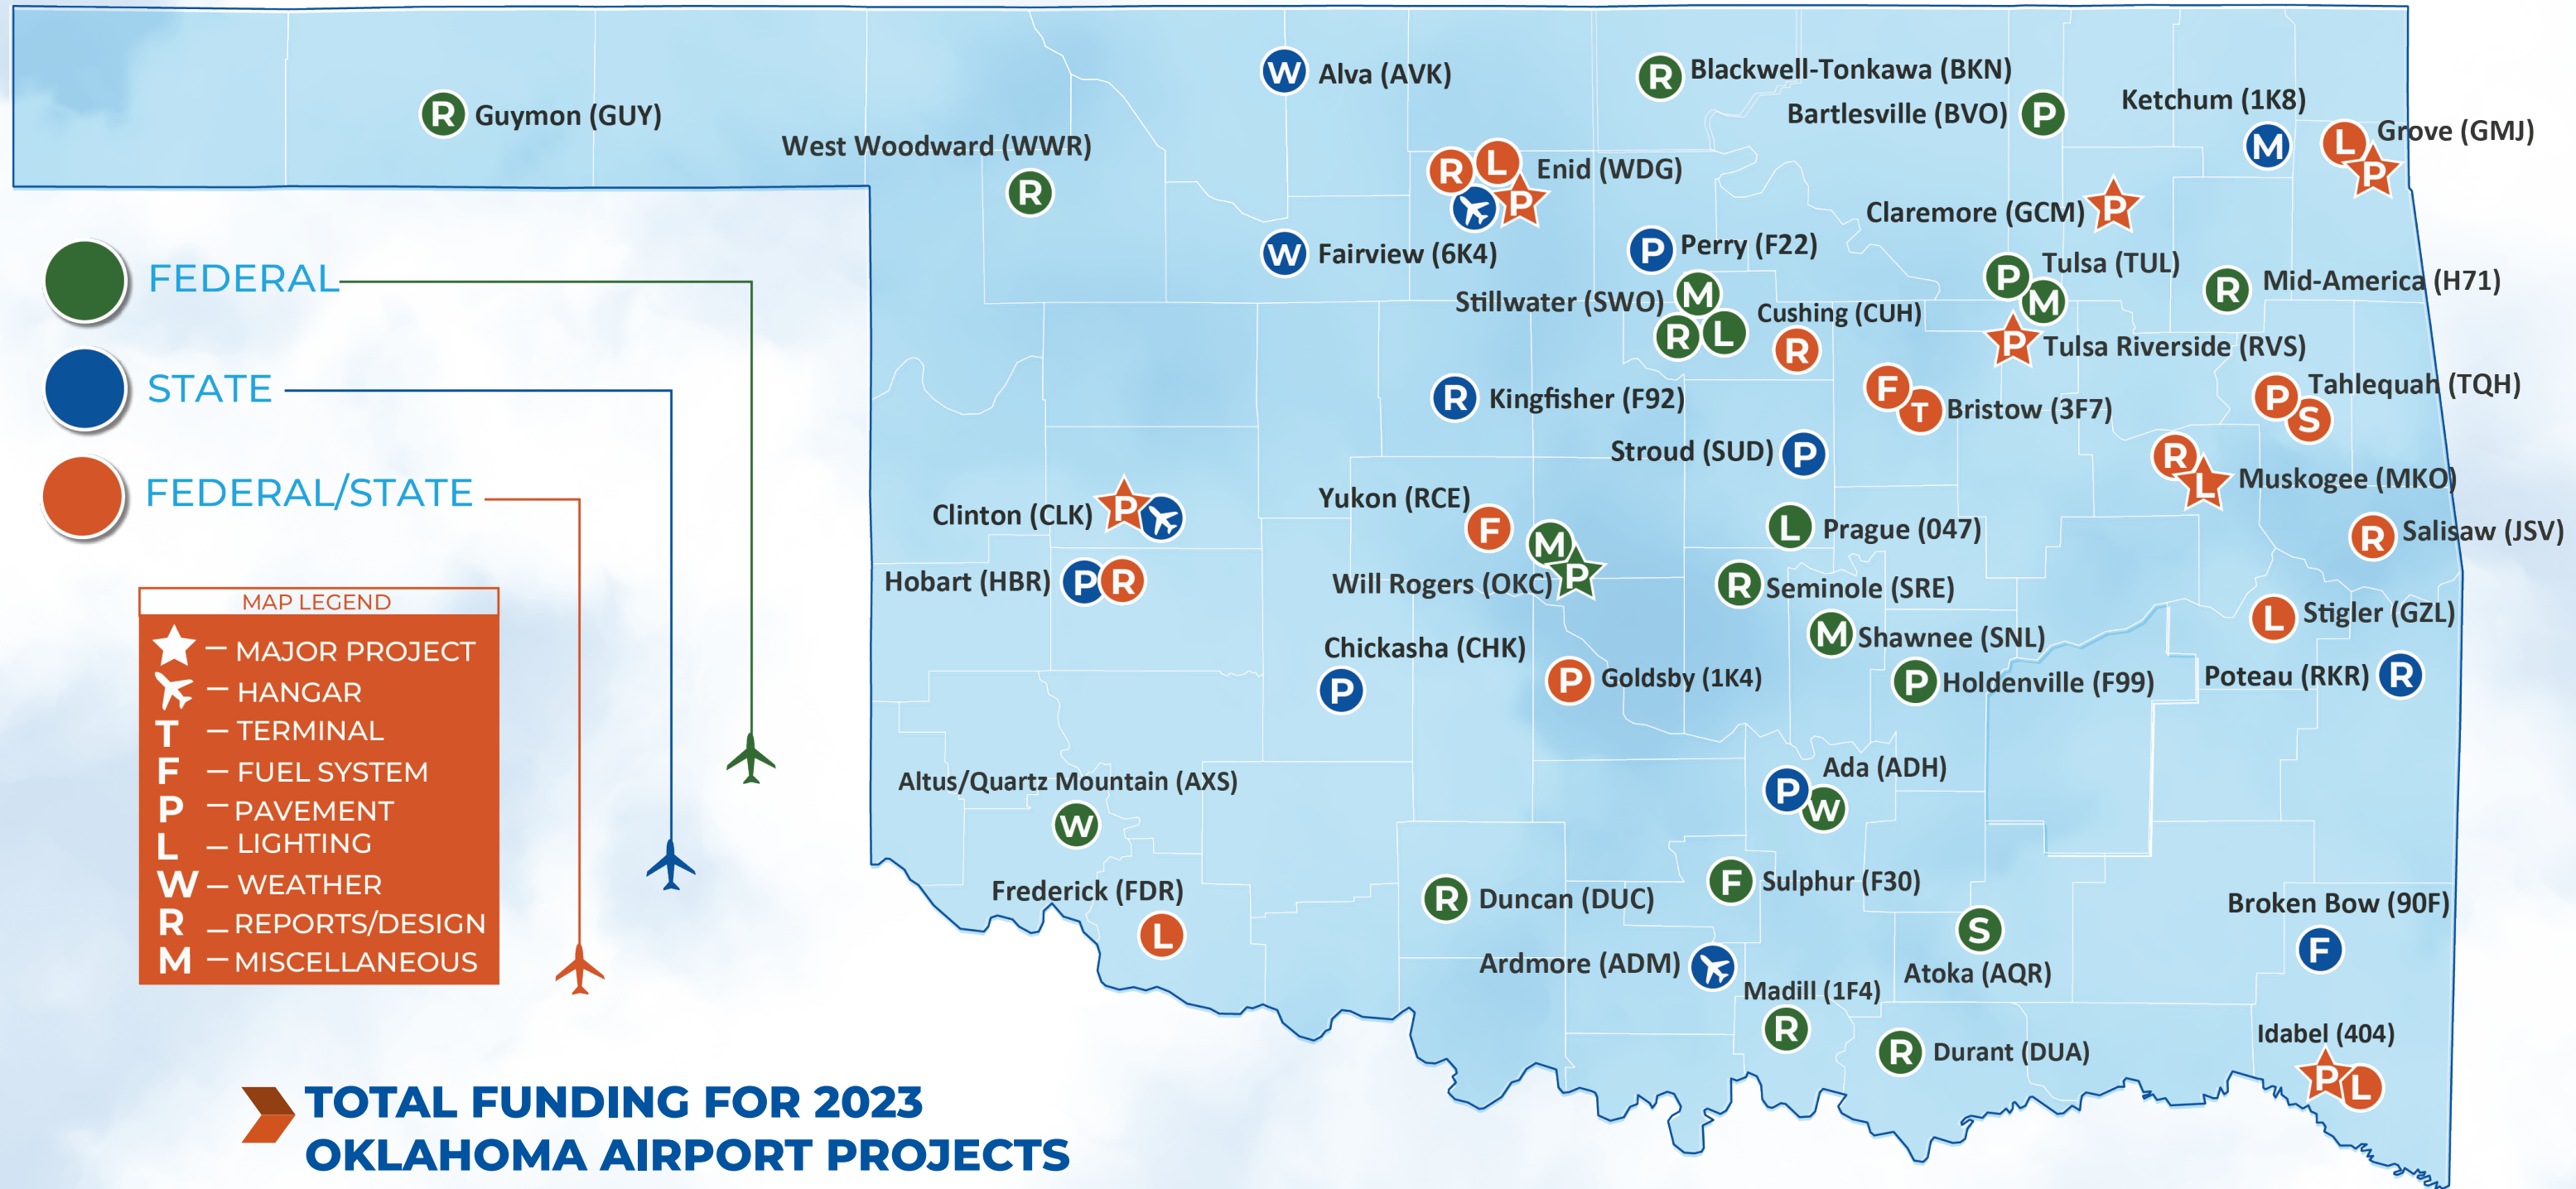 W Alva (AVK)
R Blackwell-Tonkawa (BKN)
Bartlesville (BVO) P
Ketchum (1K8)
M
L Grove (GMJ)
P
R Guymon (GUY)
West Woodward (WWR)
R
R L Enid (WDG)
P
Claremore (GCM) P
W Fairview (6K4)
P Perry (F22)
Stillwater (SWO) M
R L
Cushing (CUH)
R
P Tulsa (TUL)
M
R Mid-America (H71)
P Tulsa Riverside (RVS)
FEDERAL
STATE
FEDERAL/STATE
R Kingfisher (F92)
F
T Bristow (3F7)
P Tahlequah (TQH)
S
Stroud (SUD) P
R
L Muskogee (MKO)
Clinton (CLK) P
Yukon (RCE)
F
M
Will Rogers (OKC) P
L Prague (047)
R Salisaw (JSV)
Hobart (HBR) P R
R Seminole (SRE)
M Shawnee (SNL)
L Stigler (GZL)
Chickasha (CHK)
P
P Goldsby (1K4)
P Holdenville (F99)
Poteau (RKR) R
MAP LEGEND
– MAJOR PROJECT
– HANGAR
T – TERMINAL
F – FUEL SYSTEM
P – PAVEMENT
L – LIGHTING
W – WEATHER
R – REPORTS/DESIGN
M – MISCELLANEOUS
Altus/Quartz Mountain (AXS)
W
P Ada (ADH)
W
Frederick (FDR)
L
R Duncan (DUC)
F Sulphur (F30)
S
Atoka (AQR)
Broken Bow (90F)
F
Ardmore (ADM)
Madill (1F4)
R
R Durant (DUA)
Idabel (404)
P L
TOTAL FUNDING FOR 2023
OKLAHOMA AIRPORT PROJECTS